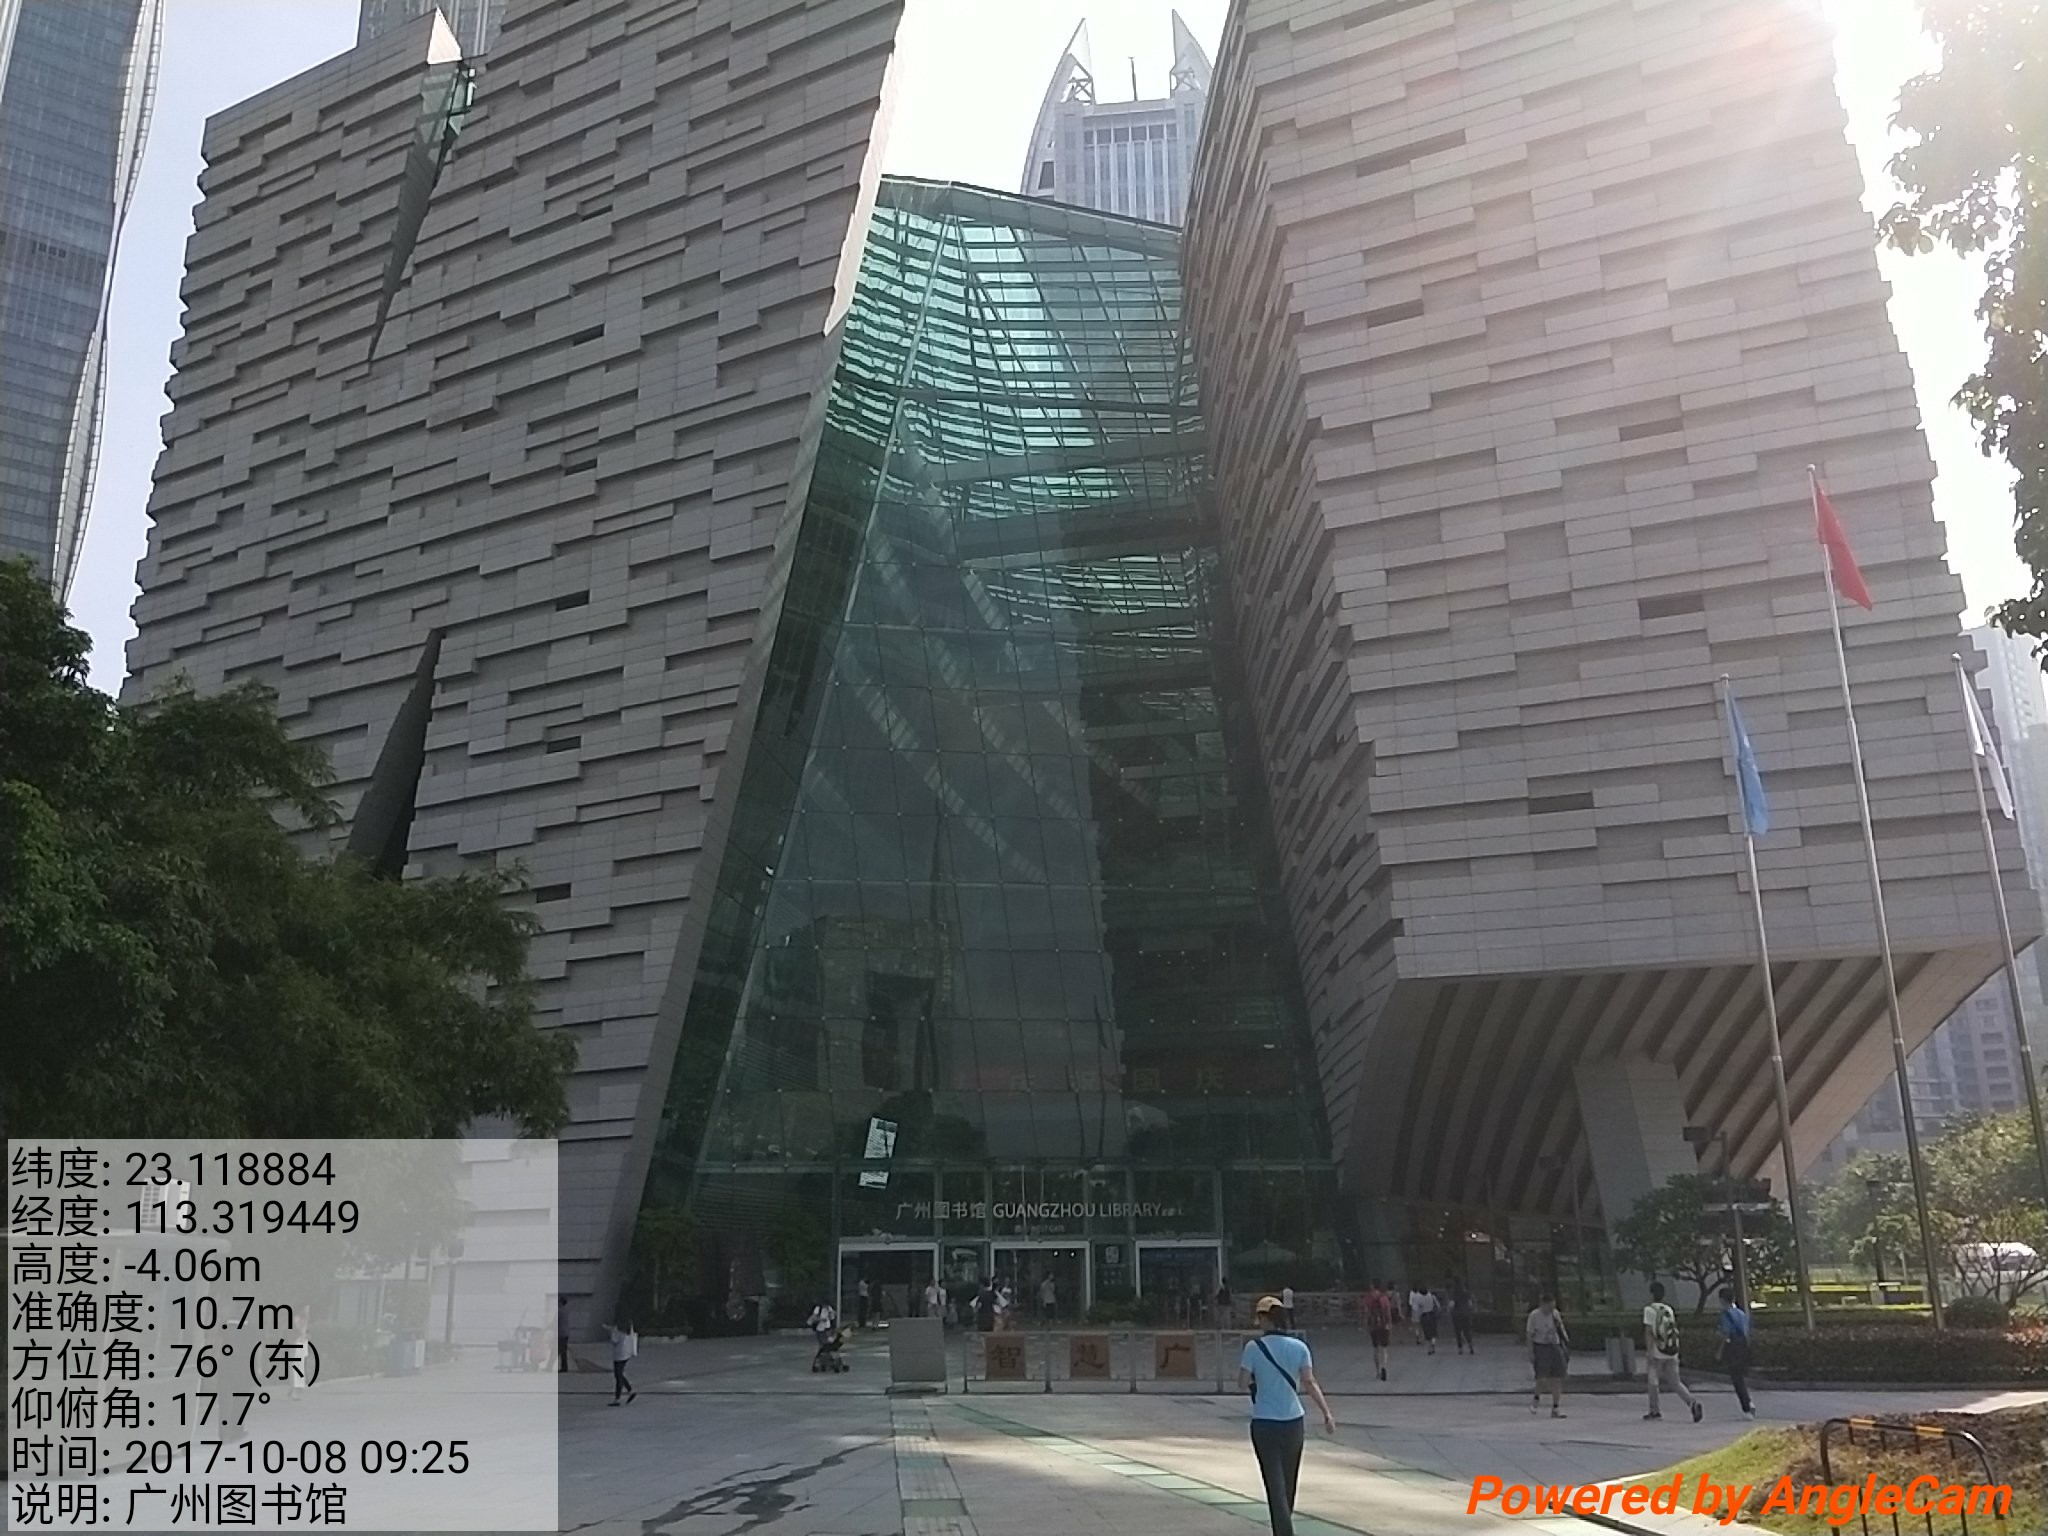 广州图书馆 GUANGZHOU LIBRARY
智 慧 广
纬度: 23.118884
经度: 113.319449
高度: -4.06m
准确度: 10.7m
方位角: 76° (东)
仰俯角: 17.7°
时间: 2017-10-08 09:25
说明: 广州图书馆
Powered by AngleCam